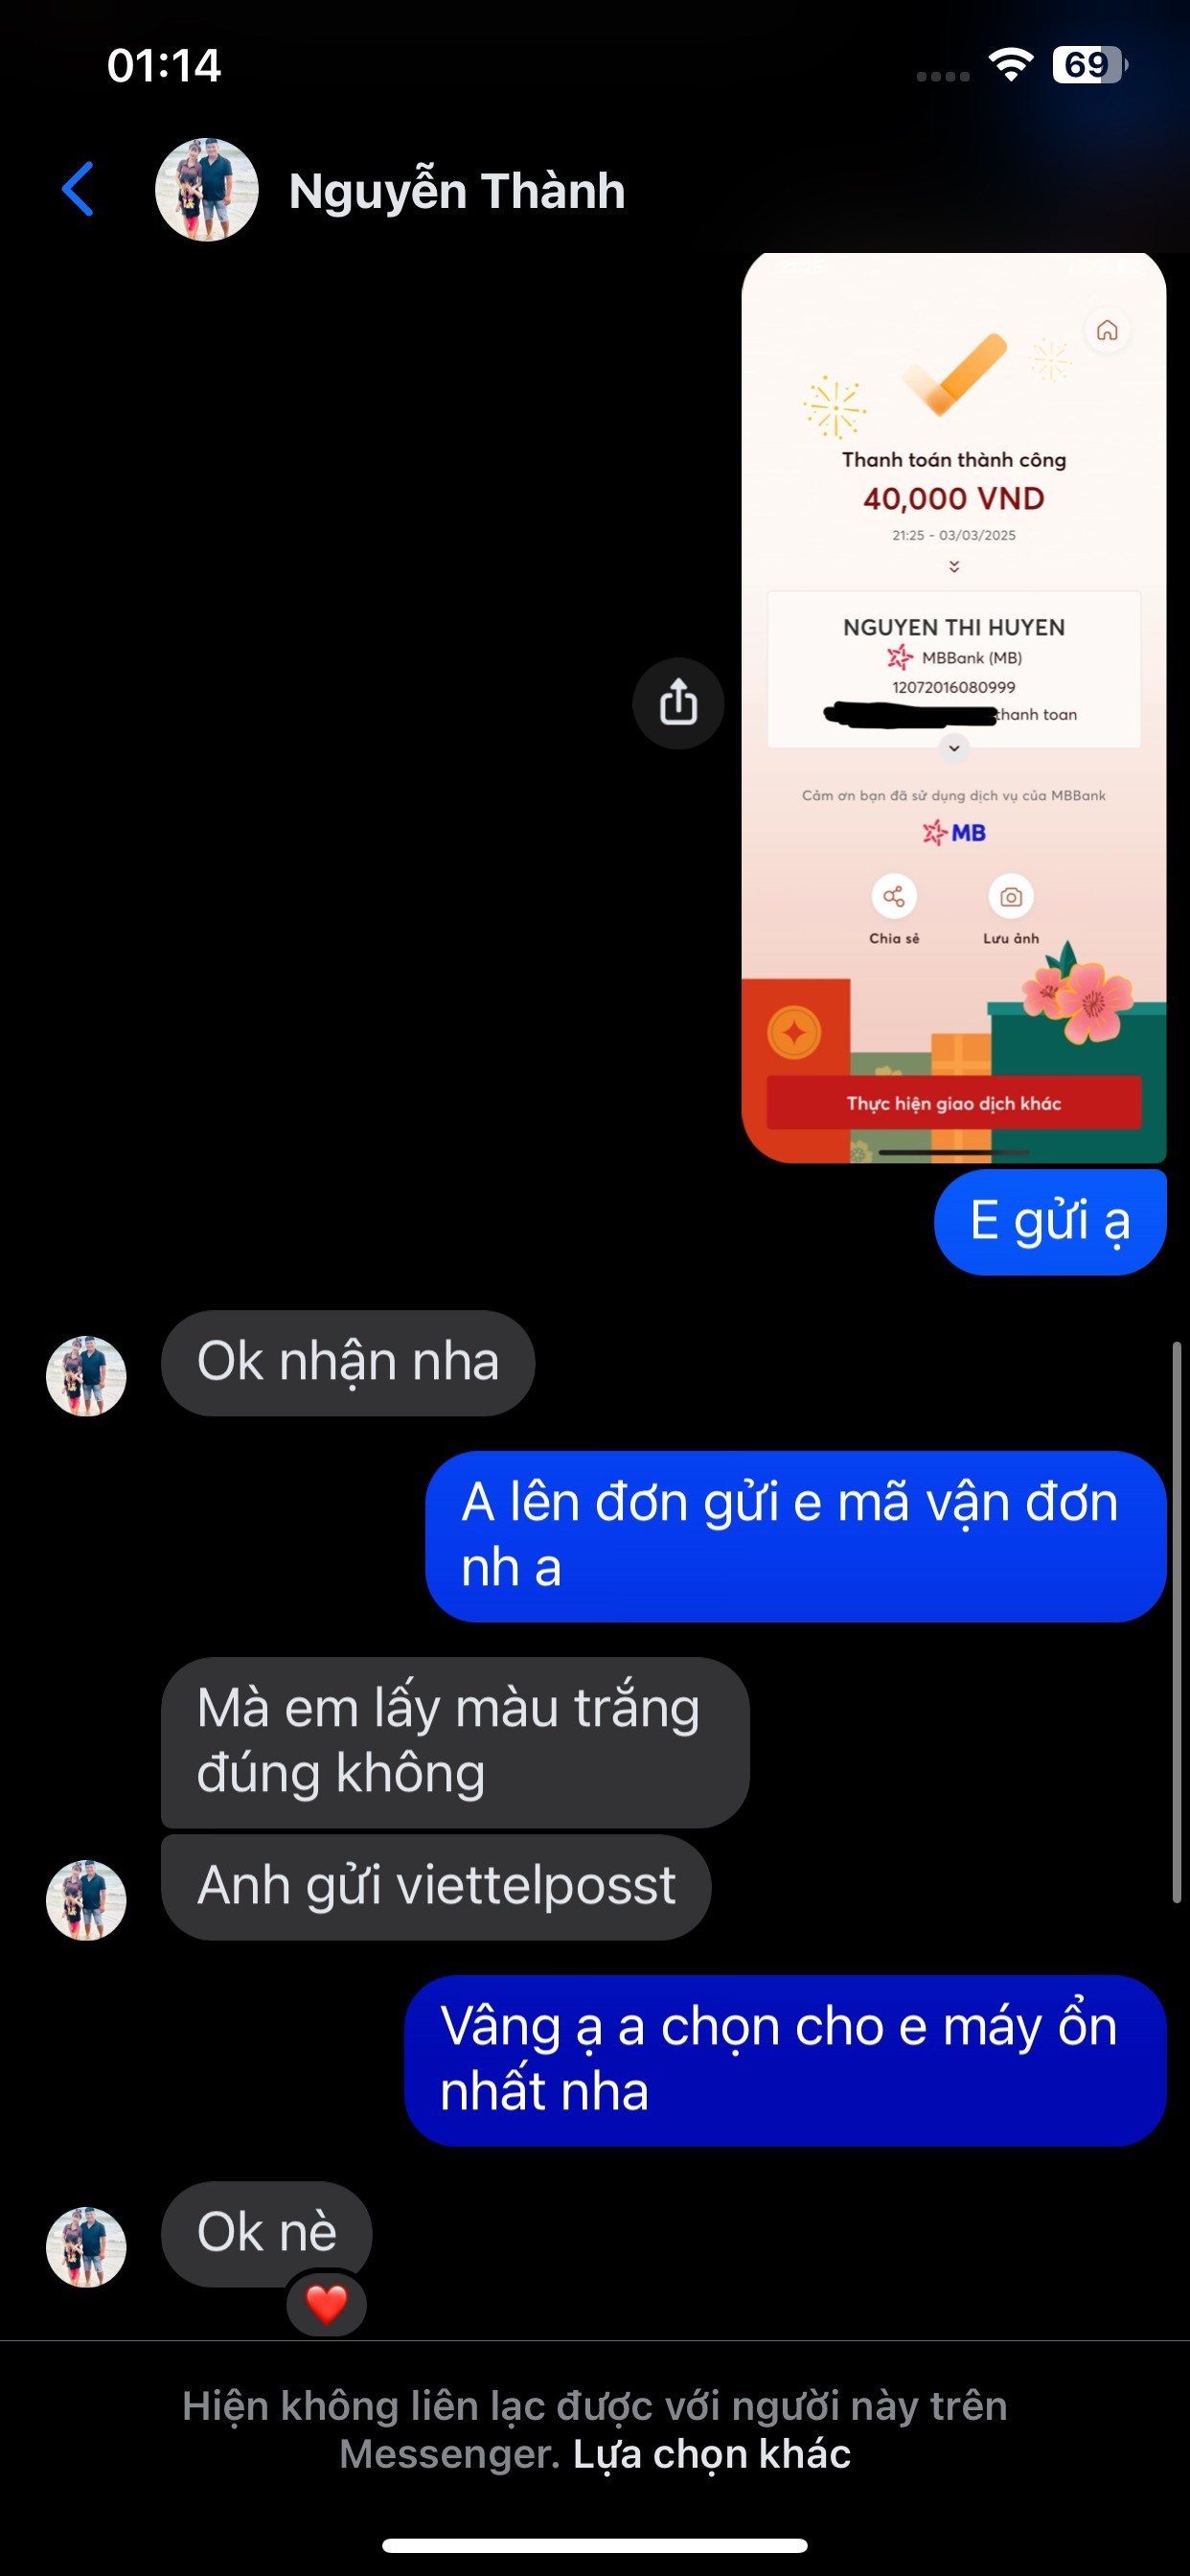 01:14
69
Nguyễn Thành
Thanh toán thành công
40,000 VND
21:25 - 03/03/2025
NGUYEN THI HUYEN
MBBank (MB)
12072016080999
thanh toan
Cảm ơn bạn đã sử dụng dịch vụ của MBBank
MB
Chia sẻ
Lưu ảnh
Thực hiện giao dịch khác
E gửi ạ
Ok nhận nha
A lên đơn gửi e mã vận đơn
nh a
Mà em lấy màu trắng
đúng không
Anh gửi viettelposst
Vâng ạ a chọn cho e máy ổn
nhất nha
Ok nè
Hiện không liên lạc được với người này trên
Messenger. Lựa chọn khác